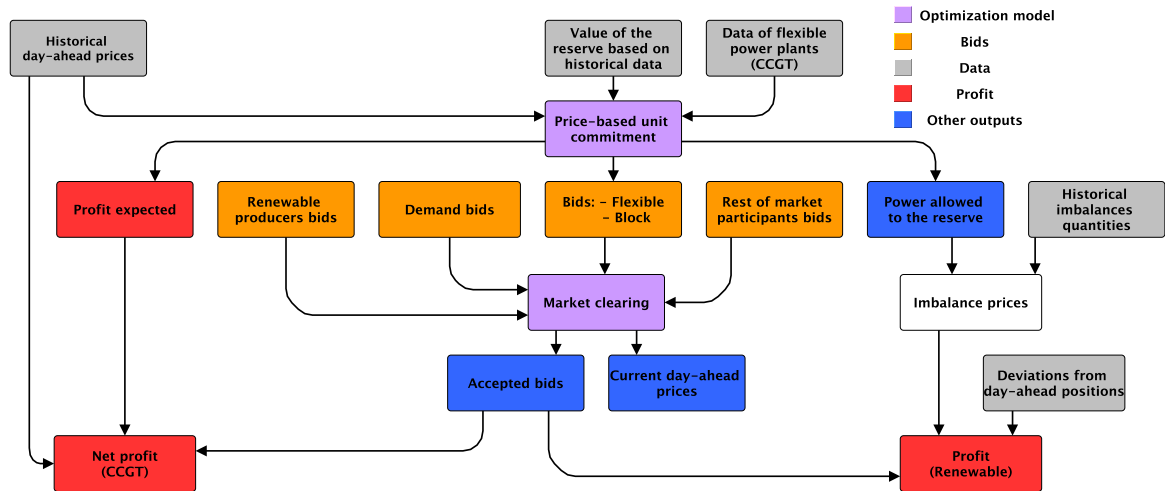 Historical
day-ahead prices
Value of the
reserve based on
historical data
Data of flexible
power plants
(CCGT)
Optimization model
Bids
Data
Profit
Other outputs
Price-based unit
commitment
Profit expected
Renewable
producers bids
Demand bids
Bids: - Flexible
- Block
Rest of market
participants bids
Power allowed
to the reserve
Historical
imbalances
quantities
Market clearing
Imbalance prices
Accepted bids
Current day-ahead
prices
Deviations from
day-ahead positions
Net profit
(CCGT)
Profit
(Renewable)